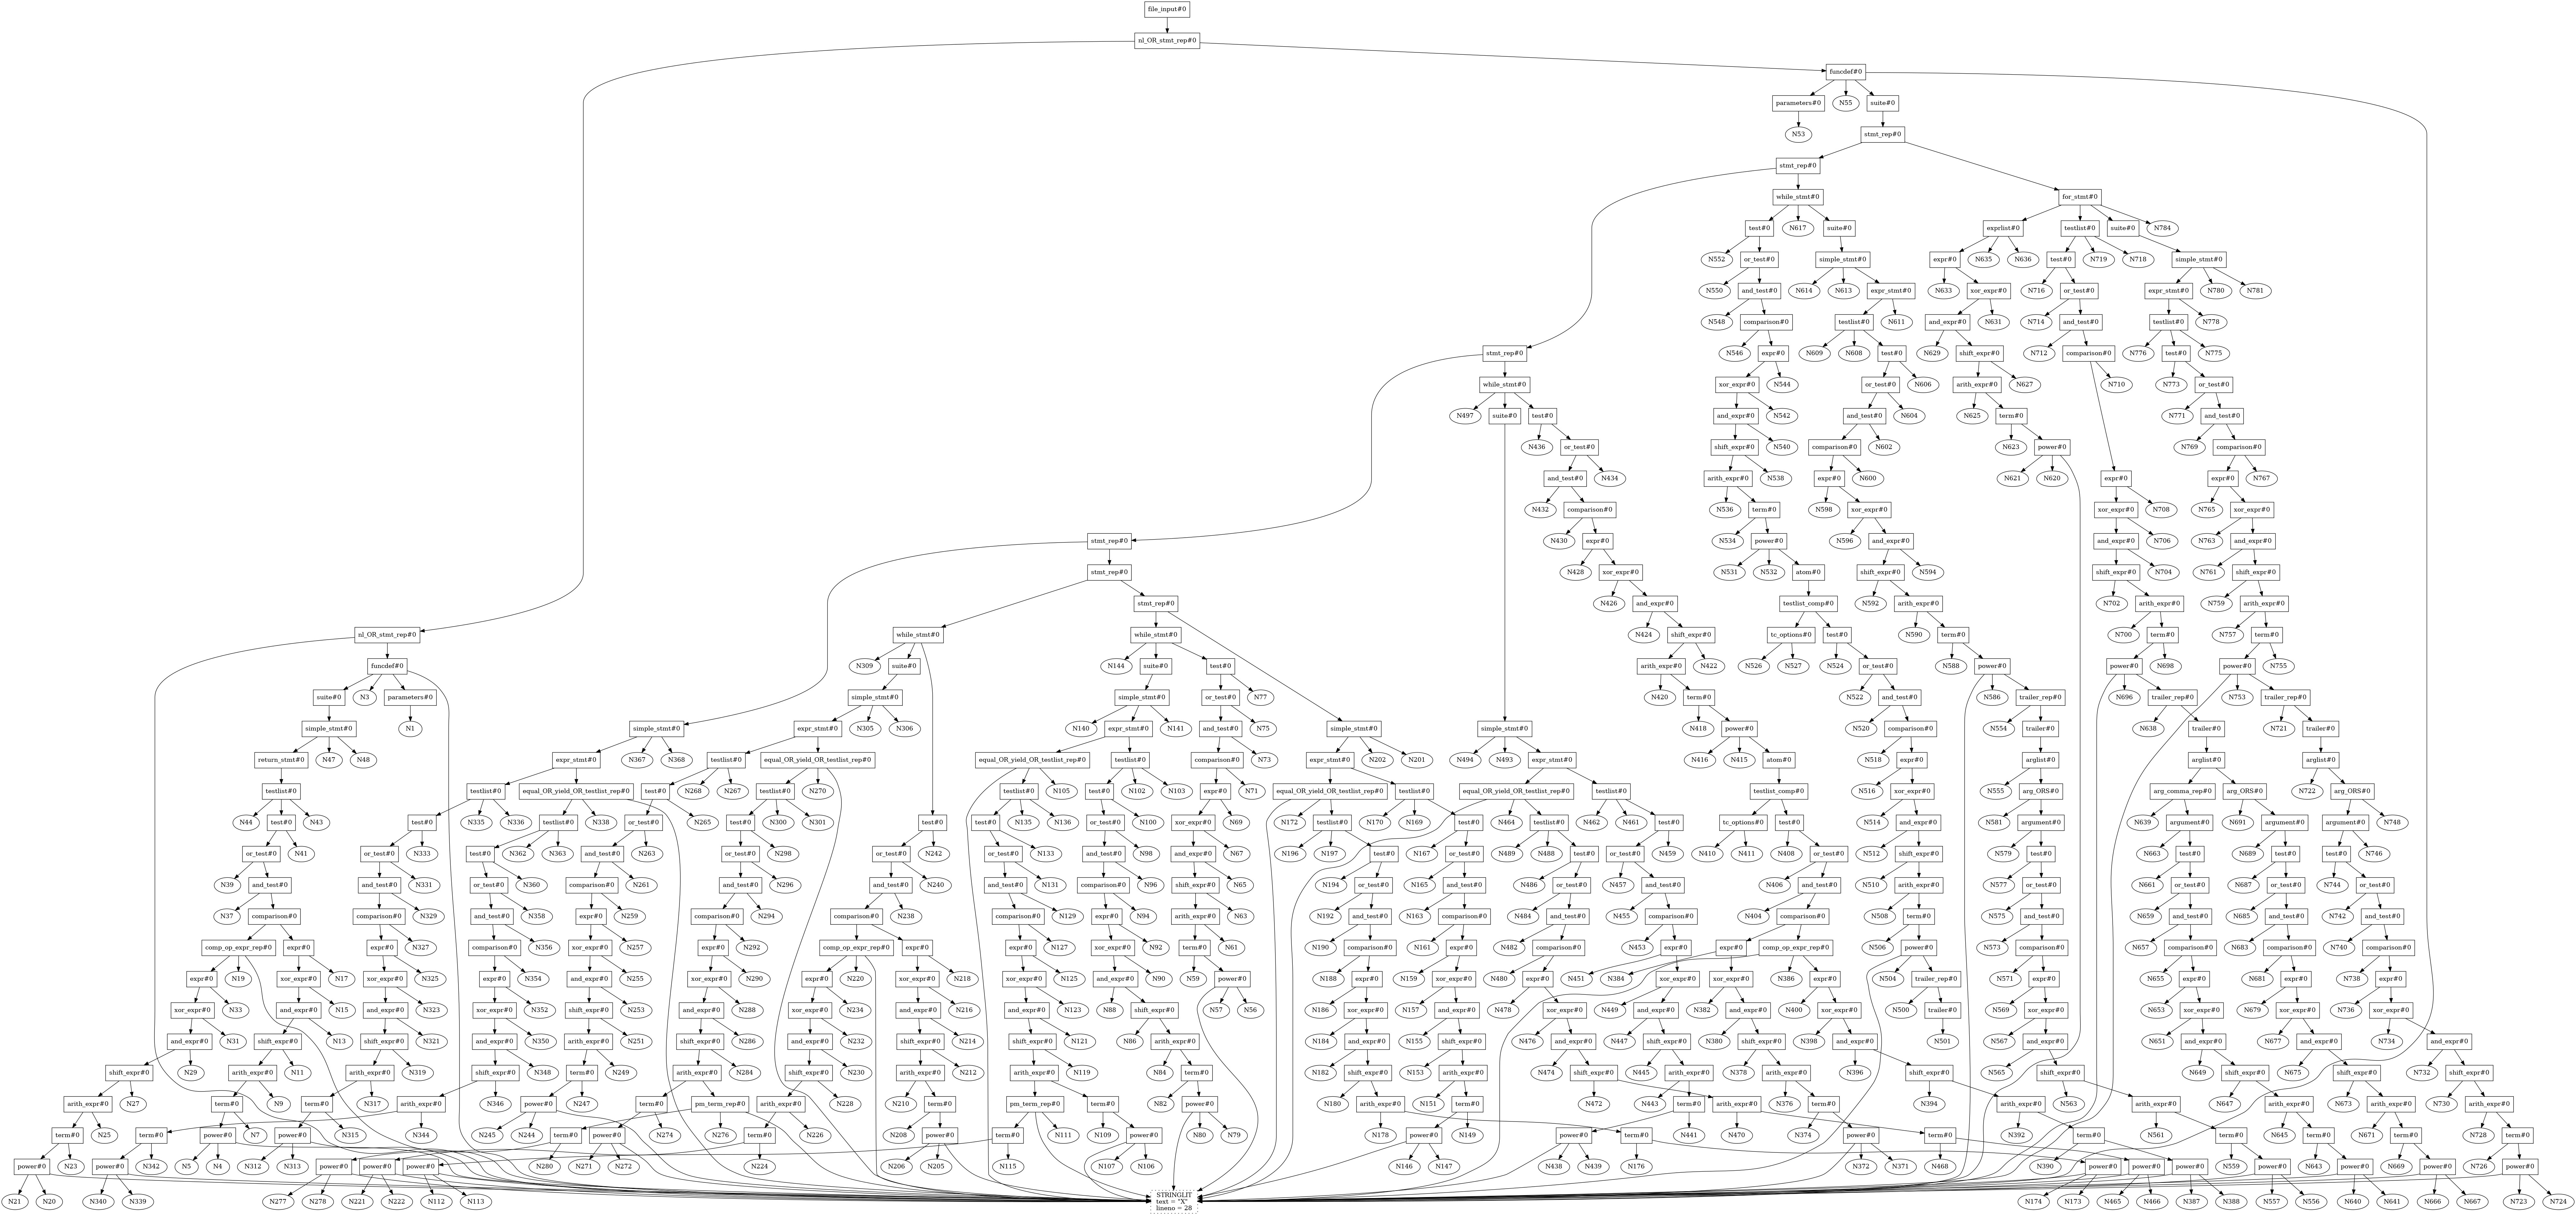 file_input#0
nl_OR_stmt_rep#0
funcdef#0
parameters#0 N55 suite#0
N53
stmt_rep#0
stmt_rep#0
while_stmt#0 for_stmt#0
test#0 N617 suite#0 exprlist#0 testlist#0 suite#0 N784
N552 or_test#0 simple_stmt#0 expr#0 N635 N636 test#0 N719 N718 simple_stmt#0
N550 and_test#0 N614 N613 expr_stmt#0 N633 xor_expr#0 N716 or_test#0 expr_stmt#0 N780 N781
N548 comparison#0 testlist#0 N611 and_expr#0 N631 N714 and_test#0 testlist#0 N778
stmt_rep#0 N546 expr#0 N609 N608 test#0 N629 shift_expr#0 N712 comparison#0 N776 test#0 N775
while_stmt#0 xor_expr#0 N544 or_test#0 N606 arith_expr#0 N627 N710 N773 or_test#0
N497 suite#0 test#0 and_expr#0 N542 and_test#0 N604 N625 term#0 N771 and_test#0
N436 or_test#0 shift_expr#0 N540 comparison#0 N602 N623 power#0 N769 comparison#0
and_test#0 N434 arith_expr#0 N538 expr#0 N600 N621 N620 expr#0 expr#0 N767
N432 comparison#0 N536 term#0 N598 xor_expr#0 xor_expr#0 N708 N765 xor_expr#0
stmt_rep#0 N430 expr#0 N534 power#0 N596 and_expr#0 and_expr#0 N706 N763 and_expr#0
stmt_rep#0 N428 xor_expr#0 N531 N532 atom#0 shift_expr#0 N594 shift_expr#0 N704 N761 shift_expr#0
stmt_rep#0 N426 and_expr#0 testlist_comp#0 N592 arith_expr#0 N702 arith_expr#0 N759 arith_expr#0
nl_OR_stmt_rep#0 while_stmt#0 while_stmt#0 N424 shift_expr#0 tc_options#0 test#0 N590 term#0 N700 term#0 N757 term#0
funcdef#0 N309 suite#0 N144 suite#0 test#0 arith_expr#0 N422 N526 N527 N524 or_test#0 N588 power#0 power#0 N698 power#0 N755
suite#0 N3 parameters#0 simple_stmt#0 simple_stmt#0 or_test#0 N77 N420 term#0 N522 and_test#0 N586 trailer_rep#0 N696 trailer_rep#0 N753 trailer_rep#0
simple_stmt#0 N1 simple_stmt#0 expr_stmt#0 N305 N306 N140 expr_stmt#0 N141 and_test#0 N75 simple_stmt#0 simple_stmt#0 N418 power#0 N520 comparison#0 N554 trailer#0 N638 trailer#0 N721 trailer#0
return_stmt#0 N47 N48 expr_stmt#0 N367 N368 testlist#0 equal_OR_yield_OR_testlist_rep#0 equal_OR_yield_OR_testlist_rep#0 testlist#0 comparison#0 N73 expr_stmt#0 N202 N201 N494 N493 expr_stmt#0 N416 N415 atom#0 N518 expr#0 arglist#0 arglist#0 arglist#0
testlist#0 testlist#0 equal_OR_yield_OR_testlist_rep#0 test#0 N268 N267 testlist#0 N270 testlist#0 N105 test#0 N102 N103 expr#0 N71 equal_OR_yield_OR_testlist_rep#0 testlist#0 equal_OR_yield_OR_testlist_rep#0 testlist#0 testlist_comp#0 N516 xor_expr#0 N555 arg_ORS#0 arg_comma_rep#0 arg_ORS#0 N722 arg_ORS#0
N44 test#0 N43 test#0 N335 N336 testlist#0 N338 or_test#0 N265 test#0 N300 N301 test#0 test#0 N135 N136 or_test#0 N100 xor_expr#0 N69 N172 testlist#0 N170 N169 test#0 N464 testlist#0 N462 N461 test#0 tc_options#0 test#0 N514 and_expr#0 N581 argument#0 N639 argument#0 N691 argument#0 argument#0 N748
or_test#0 N41 or_test#0 N333 test#0 N362 N363 and_test#0 N263 or_test#0 N298 or_test#0 N242 or_test#0 N133 and_test#0 N98 and_expr#0 N67 N196 N197 test#0 N167 or_test#0 N489 N488 test#0 or_test#0 N459 N410 N411 N408 or_test#0 N512 shift_expr#0 N579 test#0 N663 test#0 N689 test#0 test#0 N746
N39 and_test#0 and_test#0 N331 or_test#0 N360 comparison#0 N261 and_test#0 N296 and_test#0 N240 and_test#0 N131 comparison#0 N96 shift_expr#0 N65 N194 or_test#0 N165 and_test#0 N486 or_test#0 N457 and_test#0 N406 and_test#0 N510 arith_expr#0 N577 or_test#0 N661 or_test#0 N687 or_test#0 N744 or_test#0
N37 comparison#0 comparison#0 N329 and_test#0 N358 expr#0 N259 comparison#0 N294 comparison#0 N238 comparison#0 N129 expr#0 N94 arith_expr#0 N63 N192 and_test#0 N163 comparison#0 N484 and_test#0 N455 comparison#0 N404 comparison#0 N508 term#0 N575 and_test#0 N659 and_test#0 N685 and_test#0 N742 and_test#0
comp_op_expr_rep#0 expr#0 expr#0 N327 comparison#0 N356 xor_expr#0 N257 expr#0 N292 comp_op_expr_rep#0 expr#0 expr#0 N127 xor_expr#0 N92 term#0 N61 N190 comparison#0 N161 expr#0 N482 comparison#0 N453 expr#0 expr#0 comp_op_expr_rep#0 N506 power#0 N573 comparison#0 N657 comparison#0 N683 comparison#0 N740 comparison#0
expr#0 N19 xor_expr#0 N17 xor_expr#0 N325 expr#0 N354 and_expr#0 N255 xor_expr#0 N290 expr#0 N220 xor_expr#0 N218 xor_expr#0 N125 and_expr#0 N90 N59 power#0 N188 expr#0 N159 xor_expr#0 N480 expr#0 N451 xor_expr#0 N384 xor_expr#0 N386 expr#0 N504 trailer_rep#0 N571 expr#0 N655 expr#0 N681 expr#0 N738 expr#0
xor_expr#0 N33 and_expr#0 N15 and_expr#0 N323 xor_expr#0 N352 shift_expr#0 N253 and_expr#0 N288 xor_expr#0 N234 and_expr#0 N216 and_expr#0 N123 N88 shift_expr#0 N57 N56 N186 xor_expr#0 N157 and_expr#0 N478 xor_expr#0 N449 and_expr#0 N382 and_expr#0 N400 xor_expr#0 N500 trailer#0 N569 xor_expr#0 N653 xor_expr#0 N679 xor_expr#0 N736 xor_expr#0
and_expr#0 N31 shift_expr#0 N13 shift_expr#0 N321 and_expr#0 N350 arith_expr#0 N251 shift_expr#0 N286 and_expr#0 N232 shift_expr#0 N214 shift_expr#0 N121 N86 arith_expr#0 N184 and_expr#0 N155 shift_expr#0 N476 and_expr#0 N447 shift_expr#0 N380 shift_expr#0 N398 and_expr#0 N501 N567 and_expr#0 N651 and_expr#0 N677 and_expr#0 N734 and_expr#0
shift_expr#0 N29 arith_expr#0 N11 arith_expr#0 N319 shift_expr#0 N348 term#0 N249 arith_expr#0 N284 shift_expr#0 N230 arith_expr#0 N212 arith_expr#0 N119 N84 term#0 N182 shift_expr#0 N153 arith_expr#0 N474 shift_expr#0 N445 arith_expr#0 N378 arith_expr#0 N396 shift_expr#0 N565 shift_expr#0 N649 shift_expr#0 N675 shift_expr#0 N732 shift_expr#0
arith_expr#0 N27 term#0 N9 term#0 N317 arith_expr#0 N346 power#0 N247 term#0 pm_term_rep#0 arith_expr#0 N228 N210 term#0 pm_term_rep#0 term#0 N82 power#0 N180 arith_expr#0 N151 term#0 N472 arith_expr#0 N443 term#0 N376 term#0 N394 arith_expr#0 N563 arith_expr#0 N647 arith_expr#0 N673 arith_expr#0 N730 arith_expr#0
term#0 N25 power#0 N7 power#0 N315 term#0 N344 N245 N244 term#0 power#0 N274 N276 term#0 N226 N208 power#0 term#0 N111 N109 power#0 N80 N79 N178 term#0 power#0 N149 power#0 N441 N470 term#0 N374 power#0 N392 term#0 N561 term#0 N645 term#0 N671 term#0 N728 term#0
power#0 N23 N5 N4 N312 N313 power#0 N342 power#0 N280 N271 N272 power#0 N224 power#0 N206 N205 N115 N107 N106 N176 N146 N147 N438 N439 N468 N372 N371 N390 power#0 power#0 power#0 N559 power#0 N643 power#0 N669 power#0 N726 power#0
N21 N20 N340 N339 N277 N278 N221 N222 N112 N113 N174 N173 N465 N466 N387 N388 N557 N556 N640 N641 N666 N667 N723 N724
STRINGLIT
text = "X"
lineno = 28